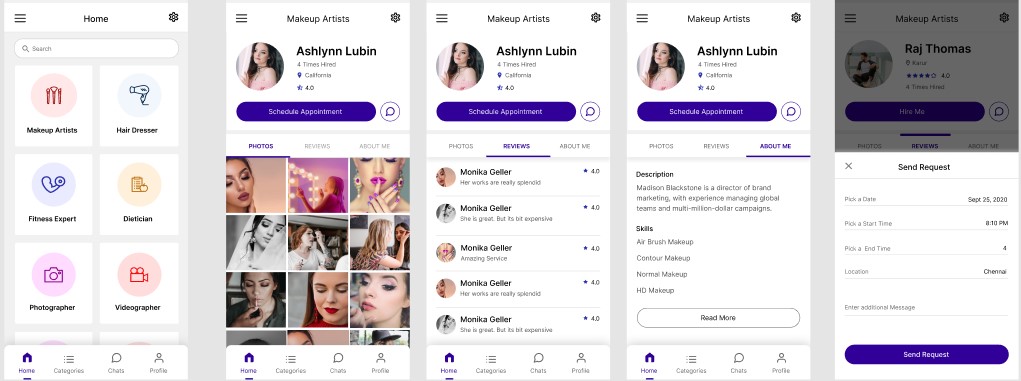 Home
Search
Makeup Artists
Hair Dresser
Fitness Expert
Dietician
Photographer
Videographer
Home
Categories
Chats
Profile
Makeup Artists
Ashlynn Lubin
4 Times Hired
California
4.0
Schedule Appointment
PHOTOS
REVIEWS
ABOUT ME
Home
Categories
Chats
Profile
Makeup Artists
Ashlynn Lubin
4 Times Hired
California
4.0
Schedule Appointment
PHOTOS
REVIEWS
ABOUT ME
Monika Geller
4.0
Her works are really splendid
Monika Geller
4.0
She is great. But its bit expensive
Monika Geller
4.0
Amazing Service
Monika Geller
4.0
Her works are really splendid
Monika Geller
4.0
She is great. But its bit expensive
Home
Categories
Chats
Profile
Makeup Artists
Ashlynn Lubin
4 Times Hired
California
4.0
Schedule Appointment
PHOTOS
REVIEWS
ABOUT ME
Description
Madison Blackstone is a director of brand
marketing, with experience managing global
teams and multi-million-dollar campaigns.
Skills
Air Brush Makeup
Contour Makeup
Normal Makeup
HD Makeup
Read More
Home
Categories
Chats
Profile
Makeup Artists
Raj Thomas
Karur
4.0
4 Times Hired
Hire Me
PHOTOS
REVIEWS
ABOUT ME
Send Request
Pick a Date
Sept 25, 2020
Pick a Start Time
8:10 PM
Pick a End Time
4
Location
Chennai
Enter additional Message
Send Request